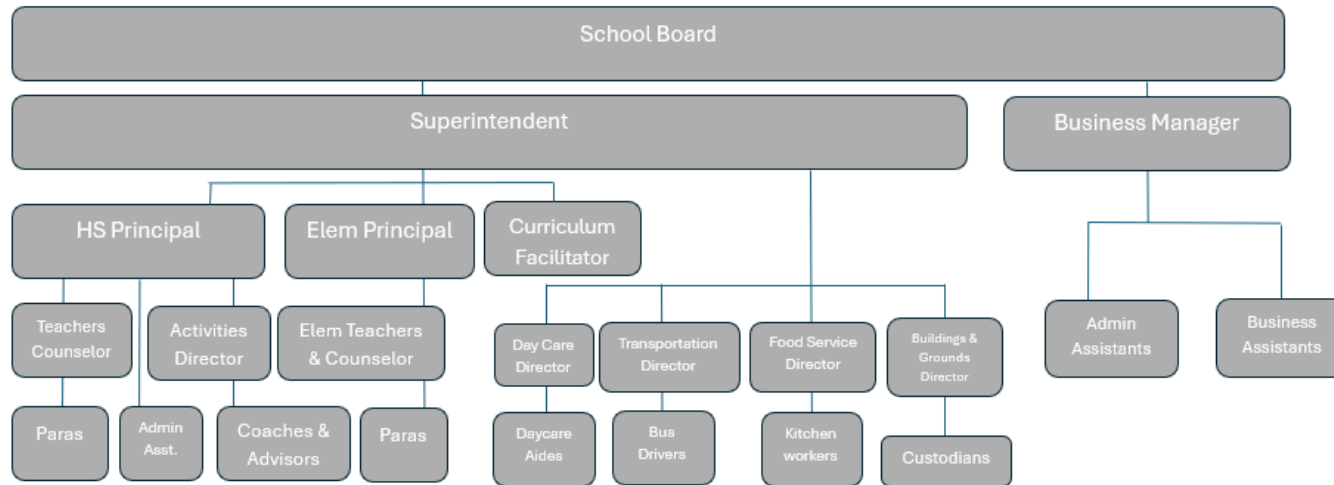 School Board
Superintendent
Business Manager
HS Principal
Elem Principal
Curriculum
Facilitator
Teachers
Counselor
Activities
Director
Elem Teachers
& Counselor
Day Care
Director
Transportation
Director
Food Service
Director
Buildings &
Grounds
Director
Admin
Assistants
Business
Assistants
Paras
Admin
Asst.
Coaches &
Advisors
Paras
Daycare
Aides
Bus
Drivers
Kitchen
workers
Custodians